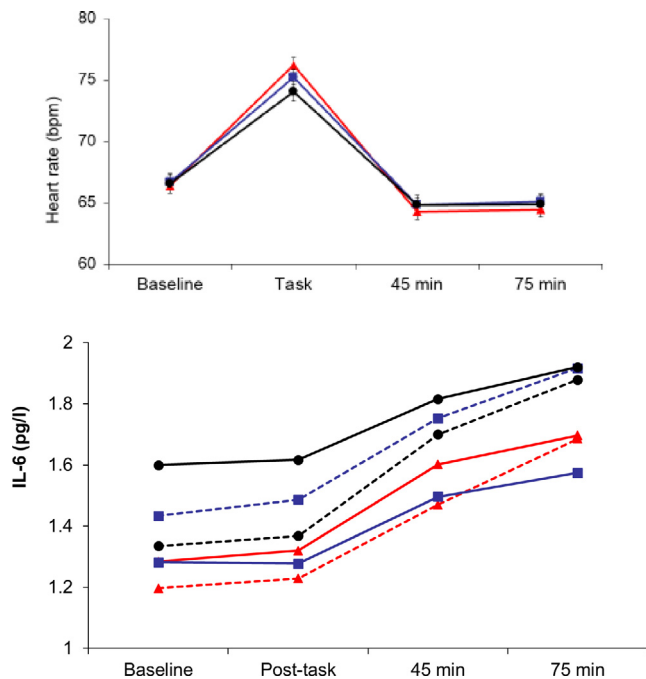 80
75
70
65
60
Heart rate (bpm)
Baseline Task 45 min 75 min
2
1.8
1.6
1.4
1.2
1
IL-6 (pg/l)
Baseline Post-task 45 min 75 min